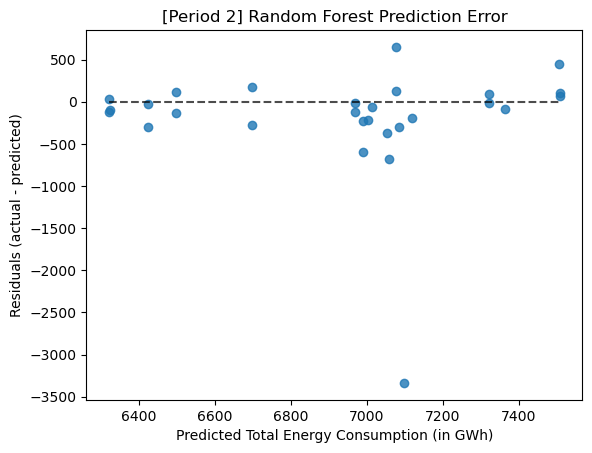 [Period 2] Random Forest Prediction Error
Residuals (actual - predicted)
500
0
−500
−1000
−1500
−2000
−2500
−3000
−3500
6400 6600 6800 7000 7200 7400
Predicted Total Energy Consumption (in GWh)